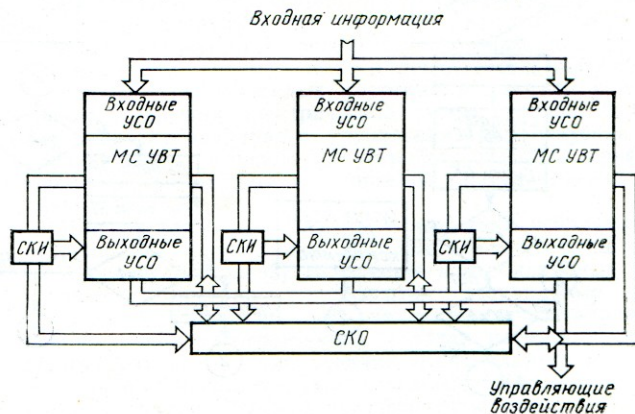 Входная информация
Входные УСО
Входные УСО
Входные УСО
МС УВТ
МС УВТ
МС УВТ
СКИ
Выходные УСО
СКИ
Выходные УСО
СКИ
Выходные УСО
СКО
Управляющие
воздействия